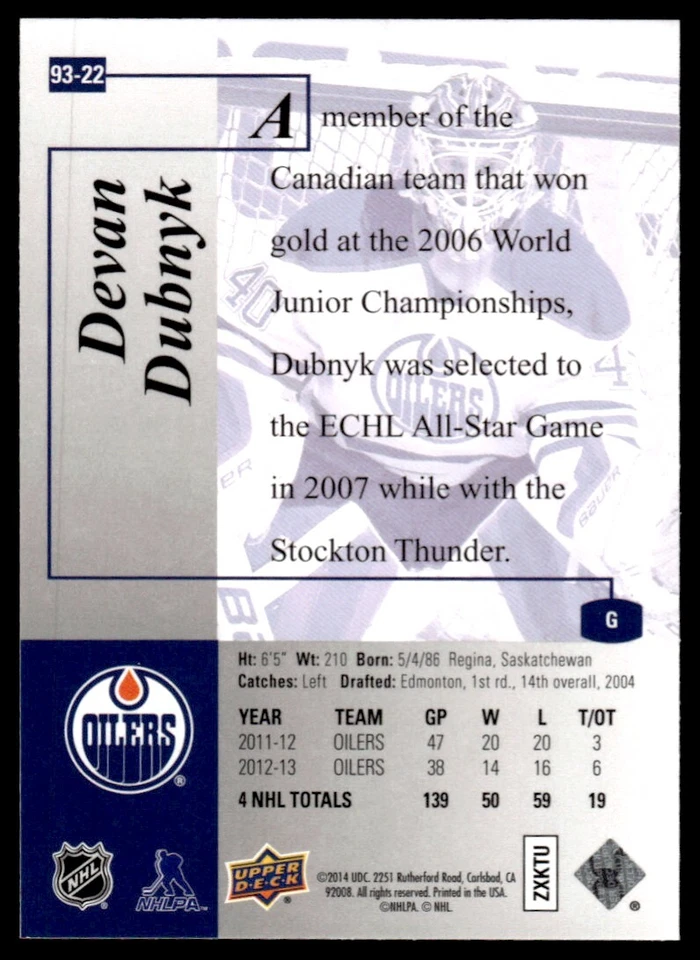 93-22
Devan
Dubnyk
A member of the
Canadian team that won
gold at the 2006 World
Junior Championships,
Dubnyk was selected to
the ECHL All-Star Game
in 2007 while with the
Stockton Thunder.
40
4
OILERS
BAUER
G
Ht: 6'5" Wt: 210 Born: 5/4/86 Regina, Saskatchewan
Catches: Left Drafted: Edmonton, 1st rd., 14th overall, 2004
YEAR TEAM GP W L T/OT
2011-12 OILERS 47 20 20 3
2012-13 OILERS 38 14 16 6
4 NHL TOTALS 139 50 59 19
OILERS ®
NHL ®
NHLPA™
UPPER
DECK ®
©2014 UDC. 2251 Rutherford Road, Carlsbad, CA
92008. All rights reserved. Printed in the USA.
©NHLPA. © NHL.
ZXKTU
®